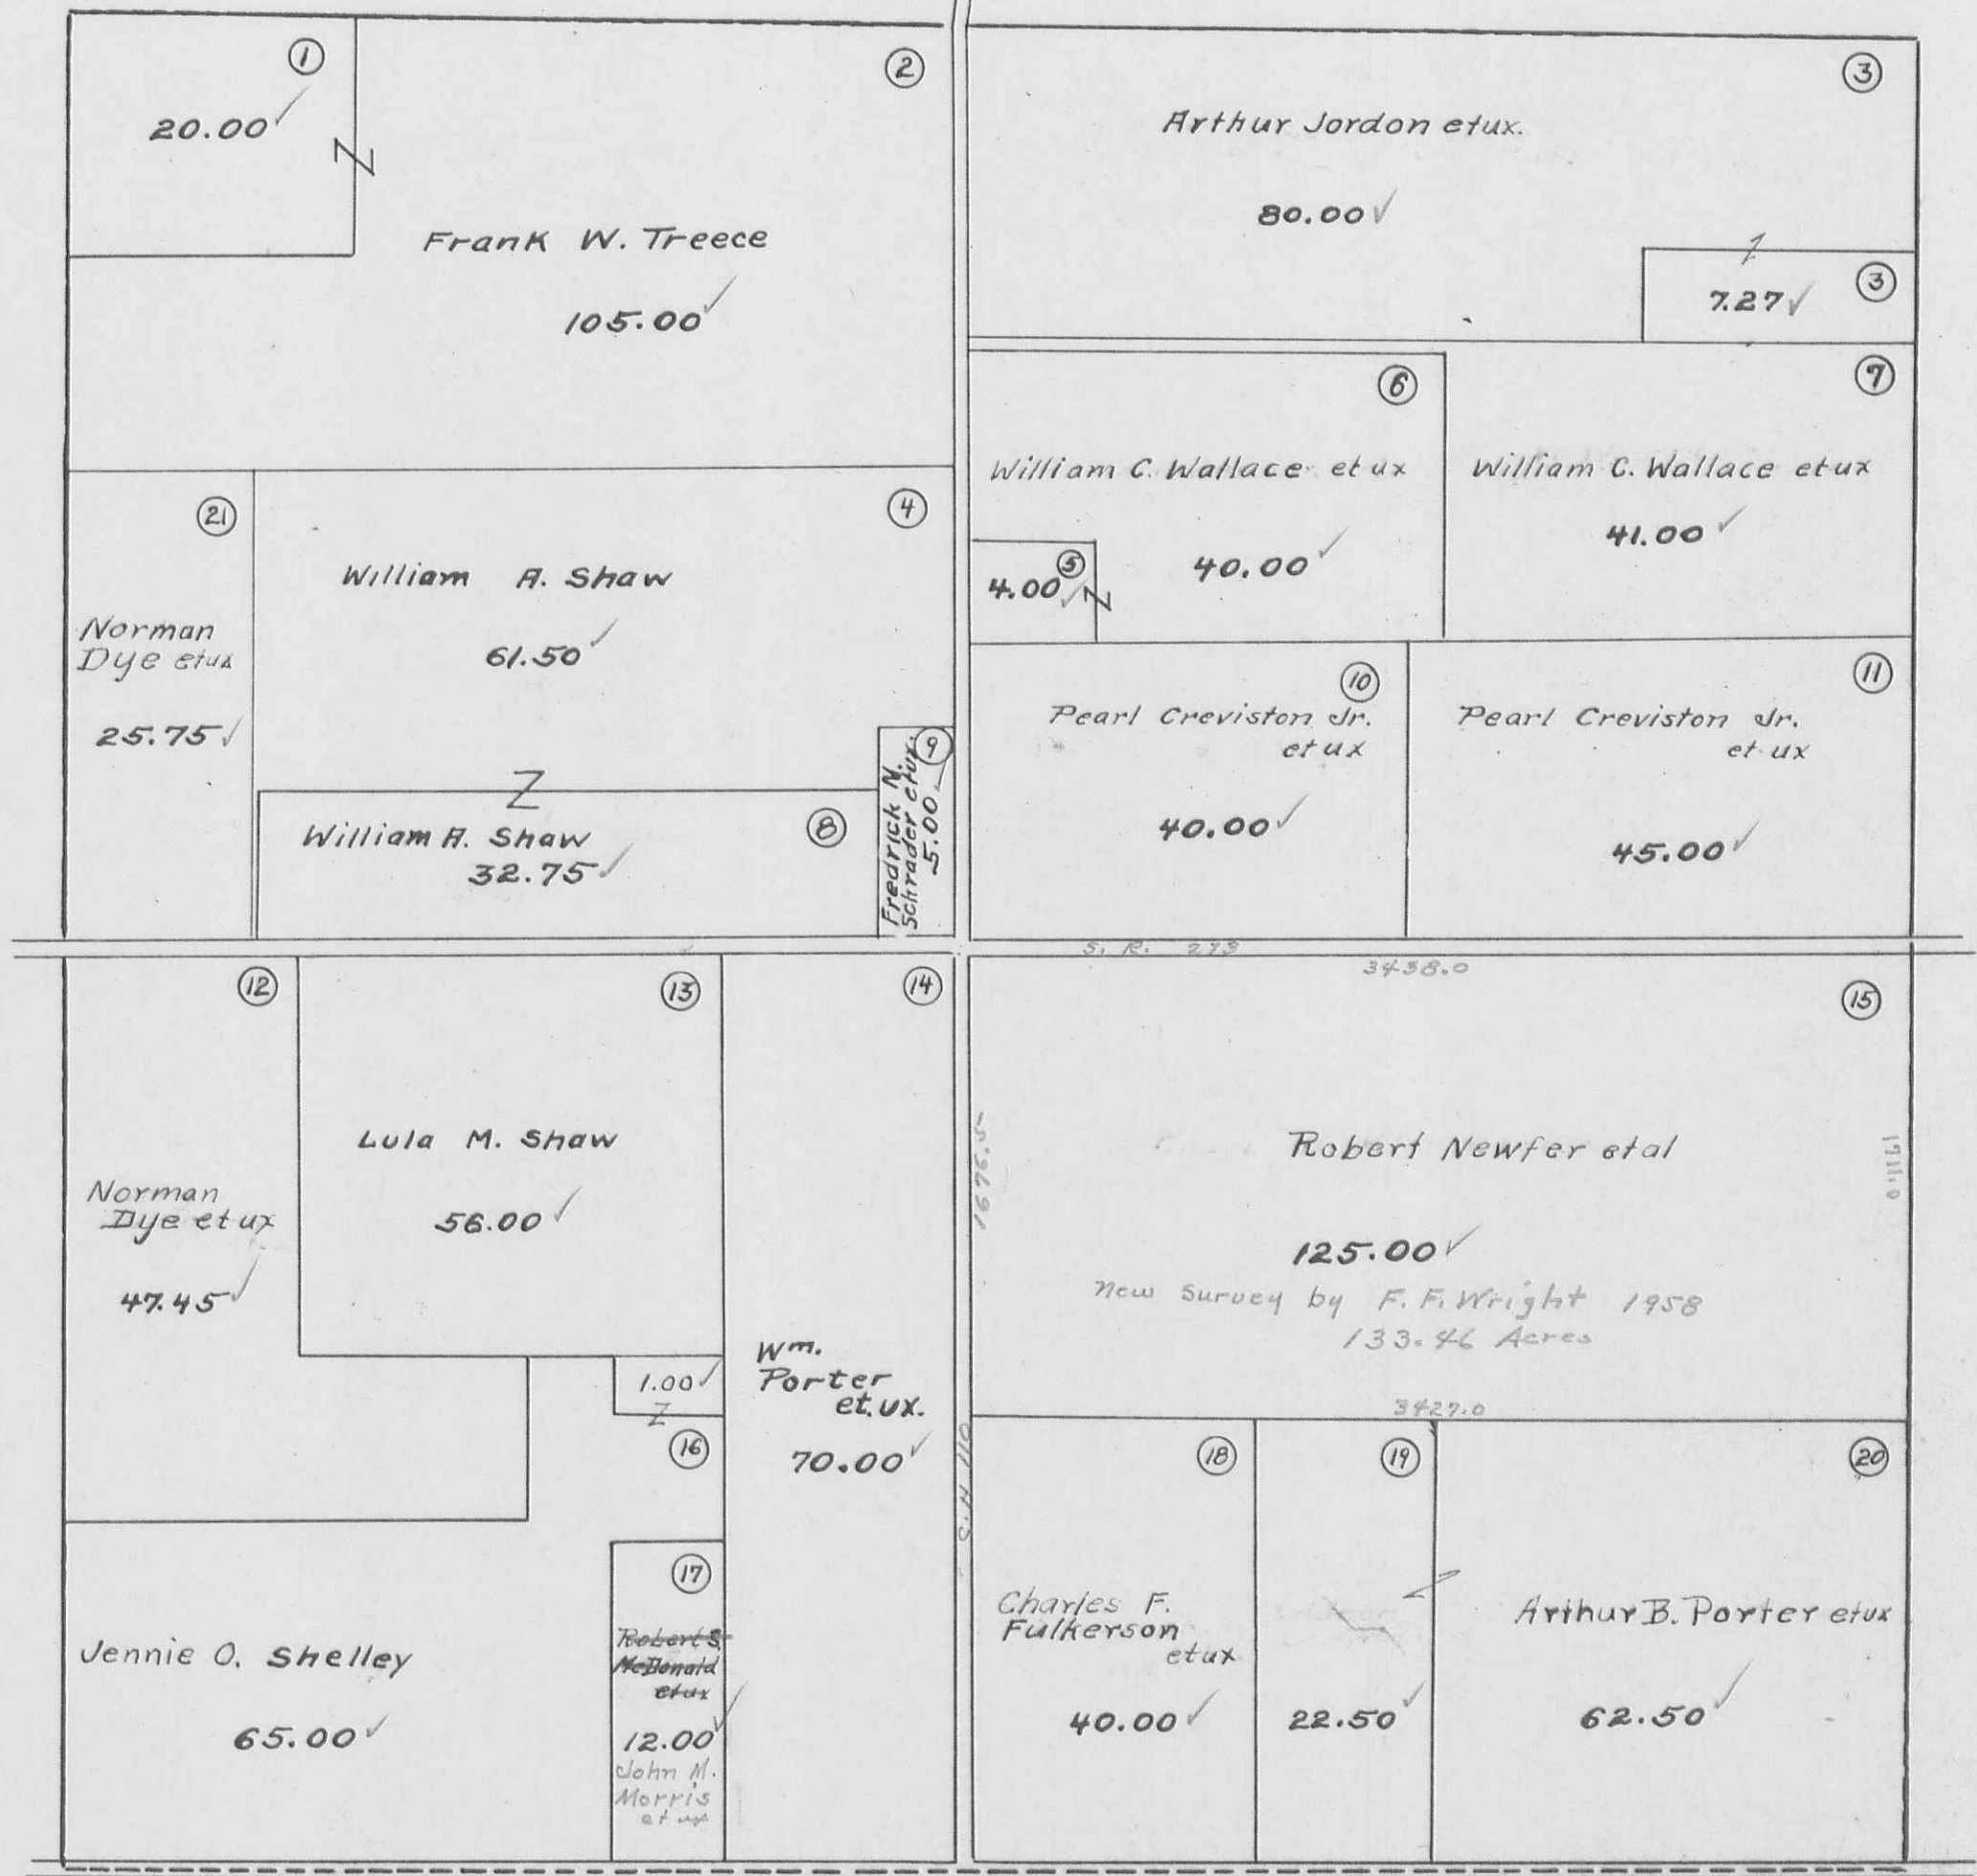 1
20.00
2
Frank W. Treece
105.00
3
Arthur Jordon etux.
80.00
3
7.27
21
Norman
Dye etux
25.75
4
William A. Shaw
61.50
8
William A. Shaw
32.75
9
Fredrick N.
Schrader etux.
5.00
6
William C. Wallace et ux
40.00
5
4.00
7
William C. Wallace et ux
41.00
10
Pearl Creviston Jr.
et ux
40.00
11
Pearl Creviston Jr.
et ux
45.00
S. R. 273
12
Norman
Dye et ux
47.45
13
Lula M. Shaw
56.00
14
Wm.
Porter
et. ux.
70.00
1.00
16
Jennie O. Shelley
65.00
17
Robert S.
McDonald
etux
12.00
John M.
Morris
et ux
S. H. 110
3438.0
15
1676.5
Robert Newfer etal
1711.0
125.00
New Survey by F. F. Wright 1958
133.46 Acres
3427.0
18
Charles F.
Fulkerson
etux
40.00
19
22.50
20
Arthur B. Porter etux
62.50